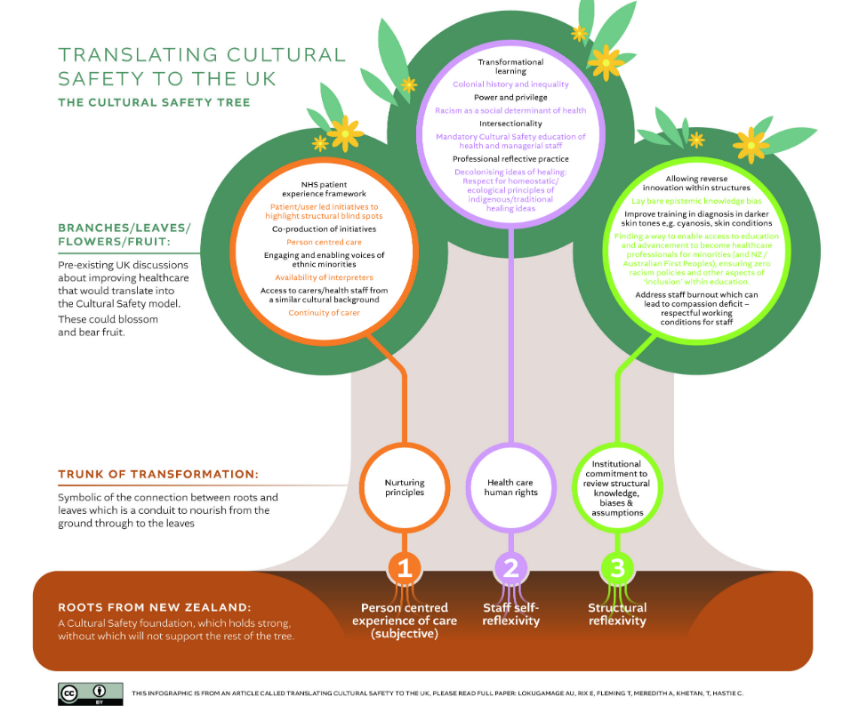 TRANSLATING CULTURAL
SAFETY TO THE UK
THE CULTURAL SAFETY TREE
Transformational
learning
Colonial history and inequality
Power and privilege
Racism as a social determinant of health
Intersectionality
Mandatory Cultural Safety education of
health and managerial staff
Professional reflective practice
Decolonising ideas of healing:
Respect for homeostatic/
ecological principles of
indigenous/traditional
healing ideas
NHS patient
experience framework
Patient/user led initiatives to
highlight structural blind spots
Co-production of initiatives
Person centred care
Engaging and enabling voices of
ethnic minorities
Availability of interpreters
Access to carers/health staff from
a similar cultural background
Continuity of carer
Allowing reverse
innovation within structures
Lay bare epistemic knowledge bias
Improve training in diagnosis in darker
skin tones e.g. cyanosis, skin conditions
Finding a way to enable access to education
and advancement to become healthcare
professionals for minorities (and NZ /
Australian First Peoples), ensuring zero
racism policies and other aspects of
'inclusion' within education.
Address staff burnout which can
lead to compassion deficit –
respectful working
conditions for staff
BRANCHES/LEAVES/
FLOWERS/FRUIT:
Pre-existing UK discussions
about improving healthcare
that would translate into
the Cultural Safety model.
These could blossom
and bear fruit.
TRUNK OF TRANSFORMATION:
Symbolic of the connection between roots and
leaves which is a conduit to nourish from the
ground through to the leaves
Nurturing
principles
Health care
human rights
Institutional
commitment to
review structural
knowledge,
biases &
assumptions
1
2
3
ROOTS FROM NEW ZEALAND:
A Cultural Safety foundation, which holds strong,
without which will not support the rest of the tree.
Person centred
experience of care
(subjective)
Staff self-
reflexivity
Structural
reflexivity
CC
BY
THIS INFOGRAPHIC IS FROM AN ARTICLE CALLED TRANSLATING CULTURAL SAFETY TO THE UK, PLEASE READ FULL PAPER: LOKUGAMAGE AU, RIX E, FLEMING T, MEREDITH A, KHETAN, T, HASTIE C.